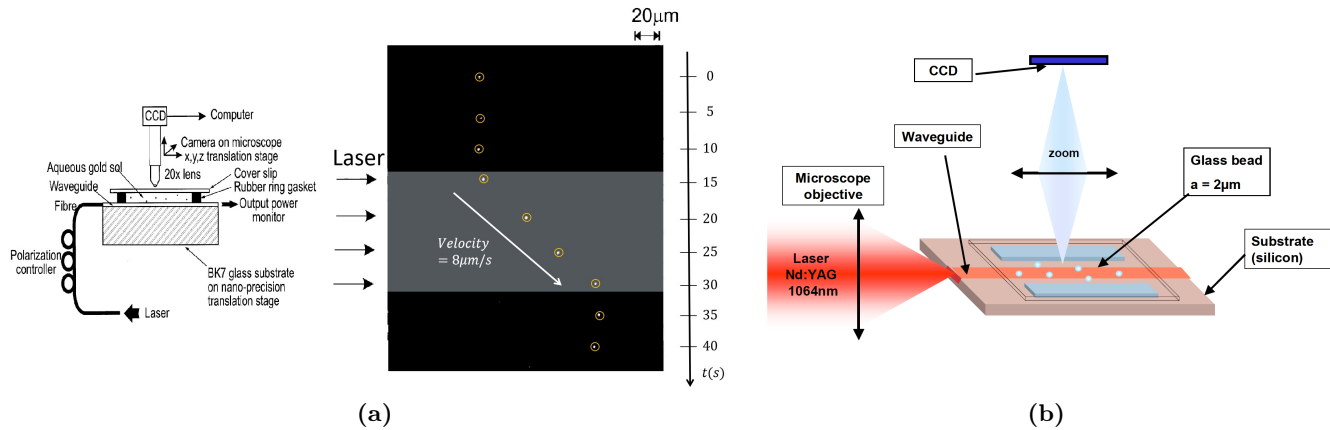 CCD
Computer
Camera on microscope
x,y,z translation stage
Aqueous gold sol
20x lens
Cover slip
Waveguide
Rubber ring gasket
Fibre
Output power
monitor
Polarization
controller
BK7 glass substrate
on nano-precision
translation stage
Laser
20μm
Laser
Velocity
= 8μm/s
0
5
10
15
20
25
30
35
40
t(s)
(a)
CCD
Waveguide
zoom
Glass bead
a = 2μm
Microscope
objective
Laser
Nd:YAG
1064nm
Substrate
(silicon)
(b)